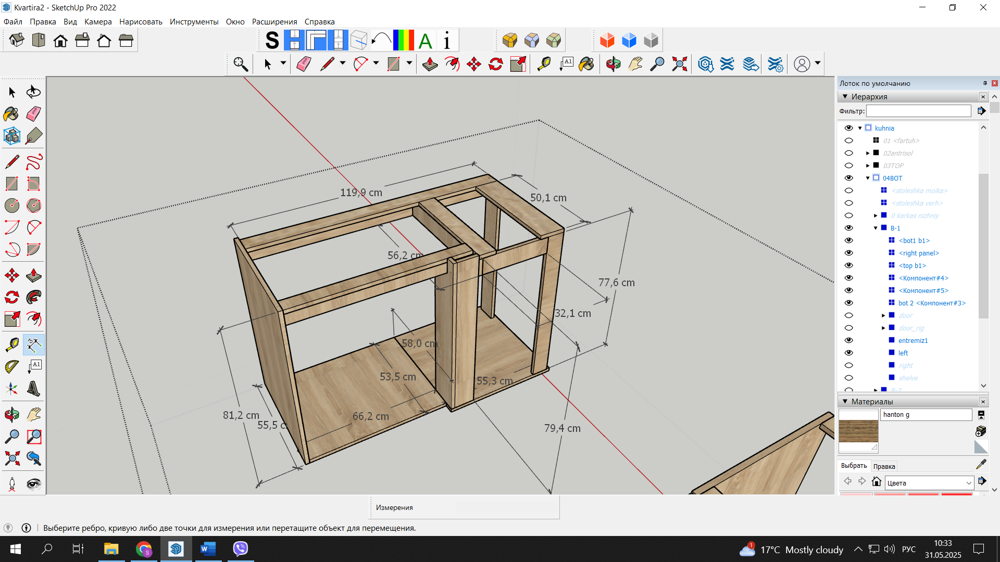 Kvartira2 - SketchUp Pro 2022
Файл Правка Вид Камера Нарисовать Инструменты Окно Расширения Справка
S A i
A1
Лоток по умолчанию
Иерархия
Фильтр:
kuhnia
01 <fartuh>
02antrisol
03TOP
04BOT
<stoleshka moika>
<stoleshka verh>
0 karkas nizhniy
B-1
<bot1 b1>
<right panel>
<top b1>
<Компонент#4>
<Компонент#5>
bot 2 <Компонент#3>
door
door_rig
entremiz1
left
right
shelve
B-2
Материалы
hanton g
Выбрать Правка
Цвета
119,9 cm
50,1 cm
56,2 cm
77,6 cm
32,1 cm
58,0 cm
53,5 cm
55,3 cm
66,2 cm
81,2 cm
55,5 c
79,4 cm
A1
Измерения
Выберите ребро, кривую либо две точки для измерения или перетащите объект для перемещения.
1
17°C Mostly cloudy
РУС
10:33
31.05.2025